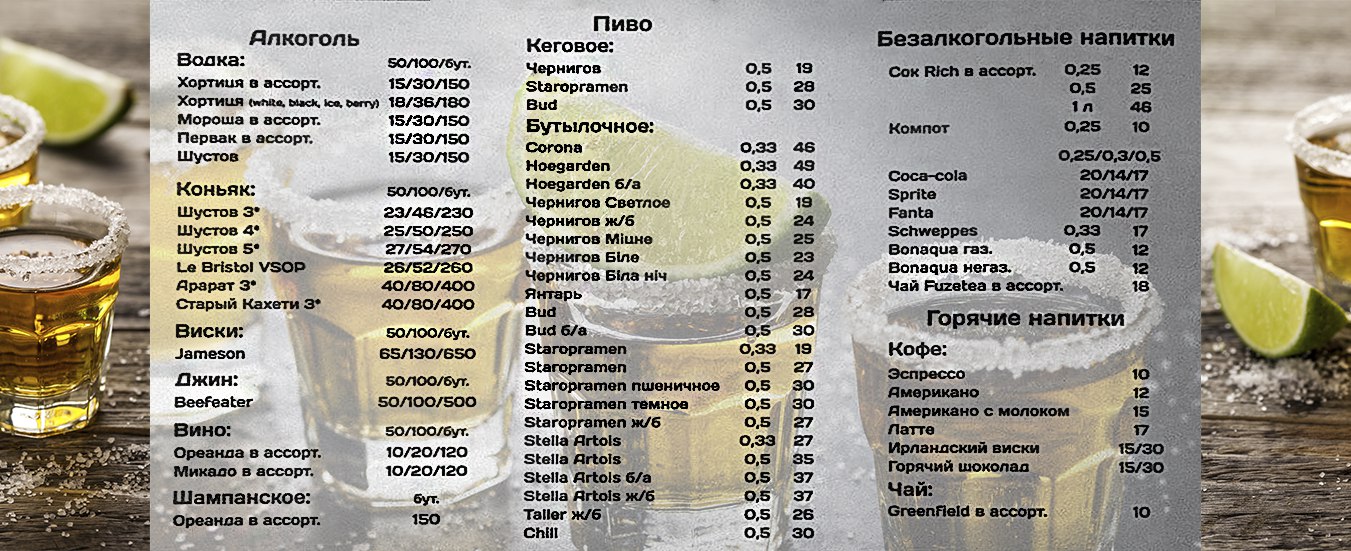 Алкоголь
Водка: 50/100/бут.
Хортиця в ассорт. 15/30/150
Хортиця (white, black, ice, berry) 18/36/180
Мороша в ассорт. 15/30/150
Первак в ассорт. 15/30/150
Шустов 15/30/150
Коньяк: 50/100/бут.
Шустов 3* 23/46/230
Шустов 4* 25/50/250
Шустов 5* 27/54/270
Le Bristol VSOP 26/52/260
Арарат 3* 40/80/400
Старый Кахети 3* 40/80/400
Виски: 50/100/бут.
Jameson 65/130/650
Джин: 50/100/бут.
Beefeater 50/100/500
Вино: 50/100/бут.
Ореанда в ассорт. 10/20/120
Микадо в ассорт. 10/20/120
Шампанское: бут.
Ореанда в ассорт. 150
Пиво
Кеговое:
Чернигов 0,5 19
Staropramen 0,5 28
Bud 0,5 30
Бутылочное:
Corona 0,33 46
Hoegarden 0,33 49
Hoegarden б/а 0,33 40
Чернигов Светлое 0,5 19
Чернигов ж/б 0,5 24
Чернигов Міцне 0,5 25
Чернигов Біле 0,5 23
Чернигов Біла ніч 0,5 24
Янтарь 0,5 17
Bud 0,5 28
Bud б/а 0,5 30
Staropramen 0,33 19
Staropramen 0,5 27
Staropramen пшеничное 0,5 30
Staropramen темное 0,5 30
Staropramen ж/б 0,5 27
Stella Artois 0,33 27
Stella Artois 0,5 35
Stella Artois б/а 0,5 37
Stella Artois ж/б 0,5 37
Taller ж/б 0,5 26
Chill 0,5 30
Безалкогольные напитки
Сок Rich в ассорт. 0,25 12
0,5 25
1 л 46
Компот 0,25 10
0,25/0,3/0,5
Coca-cola 20/14/17
Sprite 20/14/17
Fanta 20/14/17
Schweppes 0,33 17
Bonaqua газ. 0,5 12
Bonaqua негаз. 0,5 12
Чай Fuzetea в ассорт. 18
Горячие напитки
Кофе:
Эспрессо 10
Американо 12
Американо с молоком 15
Латте 17
Ирландский виски 15/30
Горячий шоколад 15/30
Чай:
Greenfield в ассорт. 10